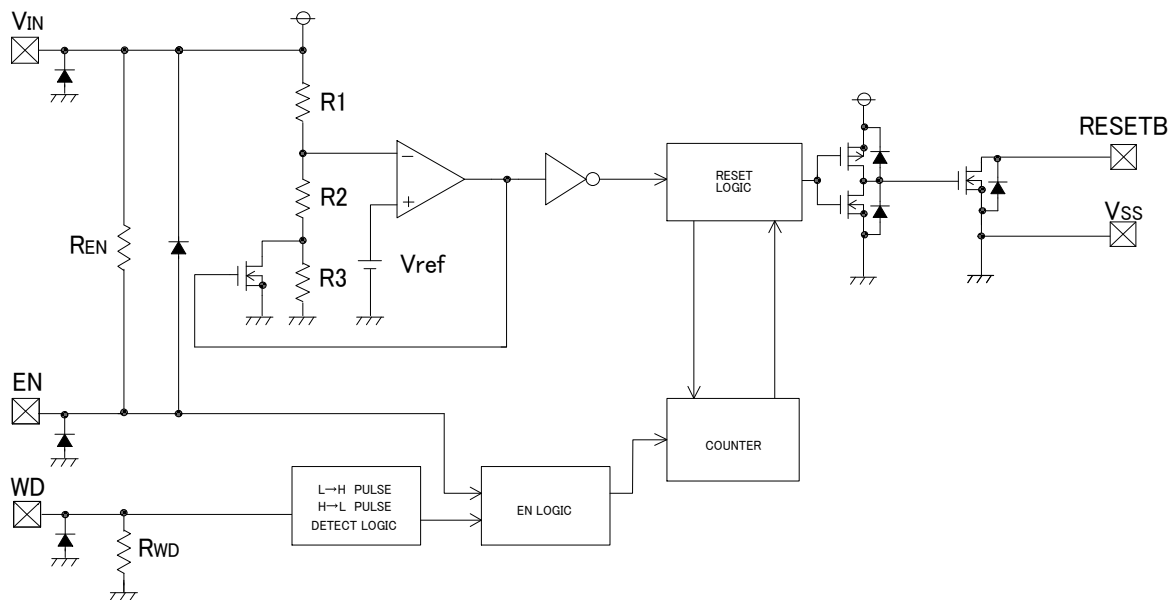 VIN
R1
RESETB
RESET
LOGIC
R2
VSS
REN
Vref
R3
EN
COUNTER
WD
L→H PULSE
H→L PULSE
DETECT LOGIC
EN LOGIC
RWD